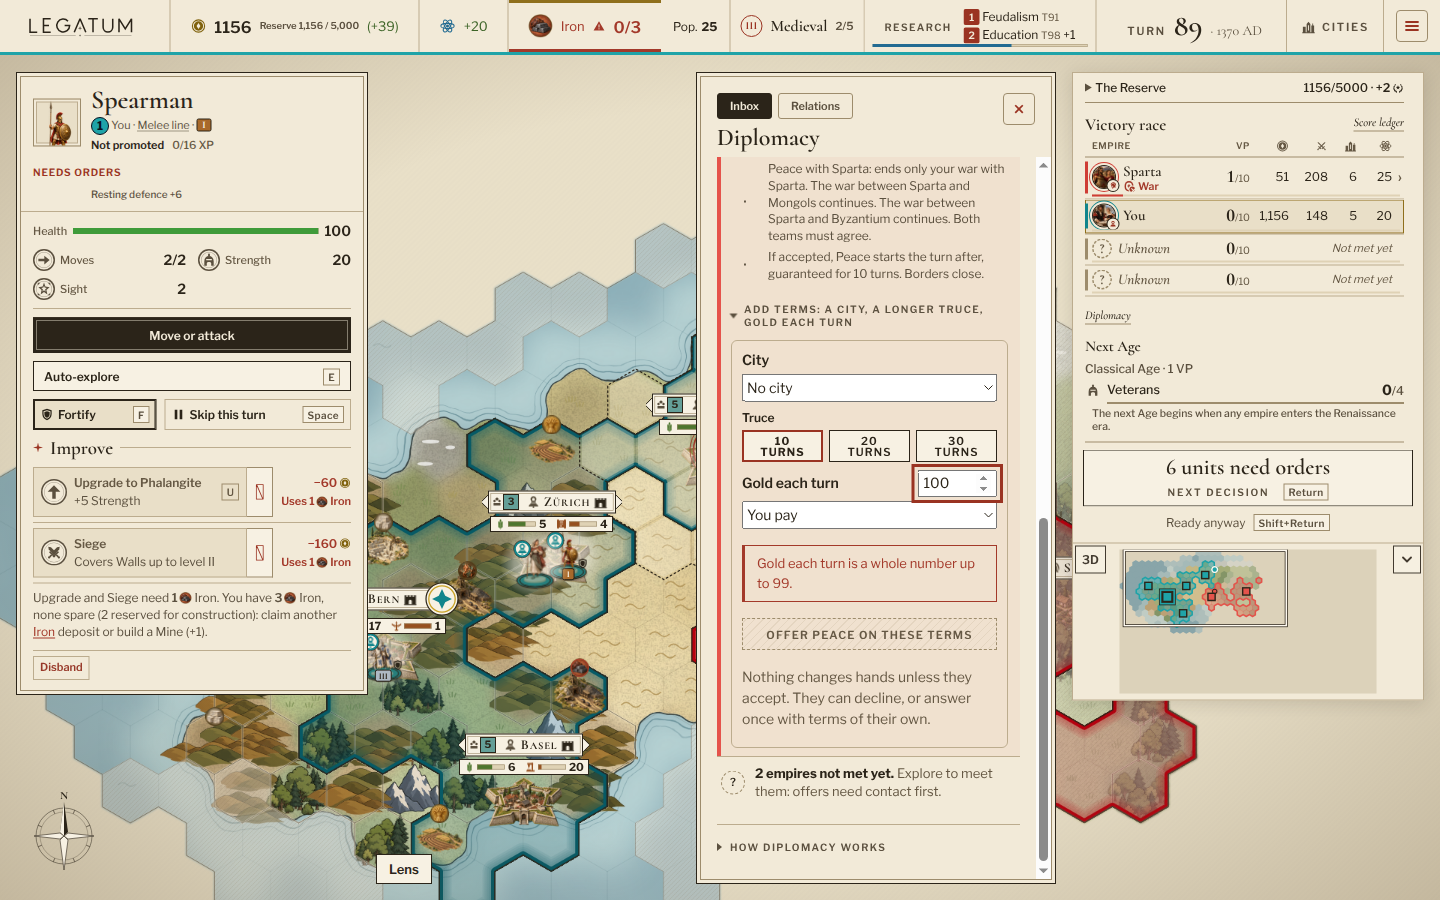 LEGATUM
1156 Reserve 1,156 / 5,000 (+39)
+20
Iron 0/3
Pop. 25
III Medieval 2/5
RESEARCH
1 Feudalism T91
2 Education T98 +1
TURN 89 · 1370 AD
CITIES
Spearman
1 You · Melee line · I
Not promoted 0/16 XP
NEEDS ORDERS
Resting defence +6
Health 100
Moves 2/2
Strength 20
Sight 2
Move or attack
Auto-explore E
Fortify F
Skip this turn Space
Improve
Upgrade to Phalangite
+5 Strength
U
−60
Uses 1 Iron
Siege
Covers Walls up to level II
−160
Uses 1 Iron
Upgrade and Siege need 1 Iron. You have 3 Iron,
none spare (2 reserved for construction): claim another
Iron deposit or build a Mine (+1).
Disband
N
Lens
5
3 ZÜRICH
5 4
I
BERN
17 1
III
5 BASEL
6 20
S
Inbox
Relations
×
Diplomacy
Peace with Sparta: ends only your war with
Sparta. The war between Sparta and
Mongols continues. The war between
Sparta and Byzantium continues. Both
teams must agree.
If accepted, Peace starts the turn after,
guaranteed for 10 turns. Borders close.
ADD TERMS: A CITY, A LONGER TRUCE,
GOLD EACH TURN
City
No city
Truce
10 TURNS
20 TURNS
30 TURNS
Gold each turn
100
You pay
Gold each turn is a whole number up
to 99.
OFFER PEACE ON THESE TERMS
Nothing changes hands unless they
accept. They can decline, or answer
once with terms of their own.
? 2 empires not met yet. Explore to meet
them: offers need contact first.
HOW DIPLOMACY WORKS
The Reserve 1156/5000 · +2
Victory race
Score ledger
EMPIRE VP
Sparta 1/10 51 208 6 25 ›
War
You 0/10 1,156 148 5 20
? Unknown 0/10 Not met yet
? Unknown 0/10 Not met yet
Diplomacy
Next Age
Classical Age · 1 VP
Veterans 0/4
The next Age begins when any empire enters the Renaissance
era.
6 units need orders
NEXT DECISION Return
Ready anyway Shift+Return
3D